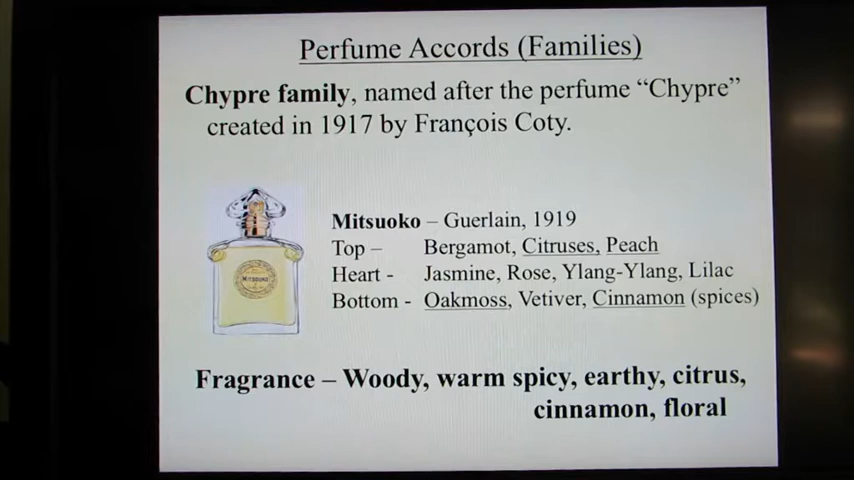 Perfume Accords (Families)
Chypre family, named after the perfume “Chypre”
created in 1917 by François Coty.
Mitsuoko – Guerlain, 1919
Top – Bergamot, Citruses, Peach
Heart - Jasmine, Rose, Ylang-Ylang, Lilac
Bottom - Oakmoss, Vetiver, Cinnamon (spices)
MITSOUKO
Fragrance – Woody, warm spicy, earthy, citrus,
cinnamon, floral